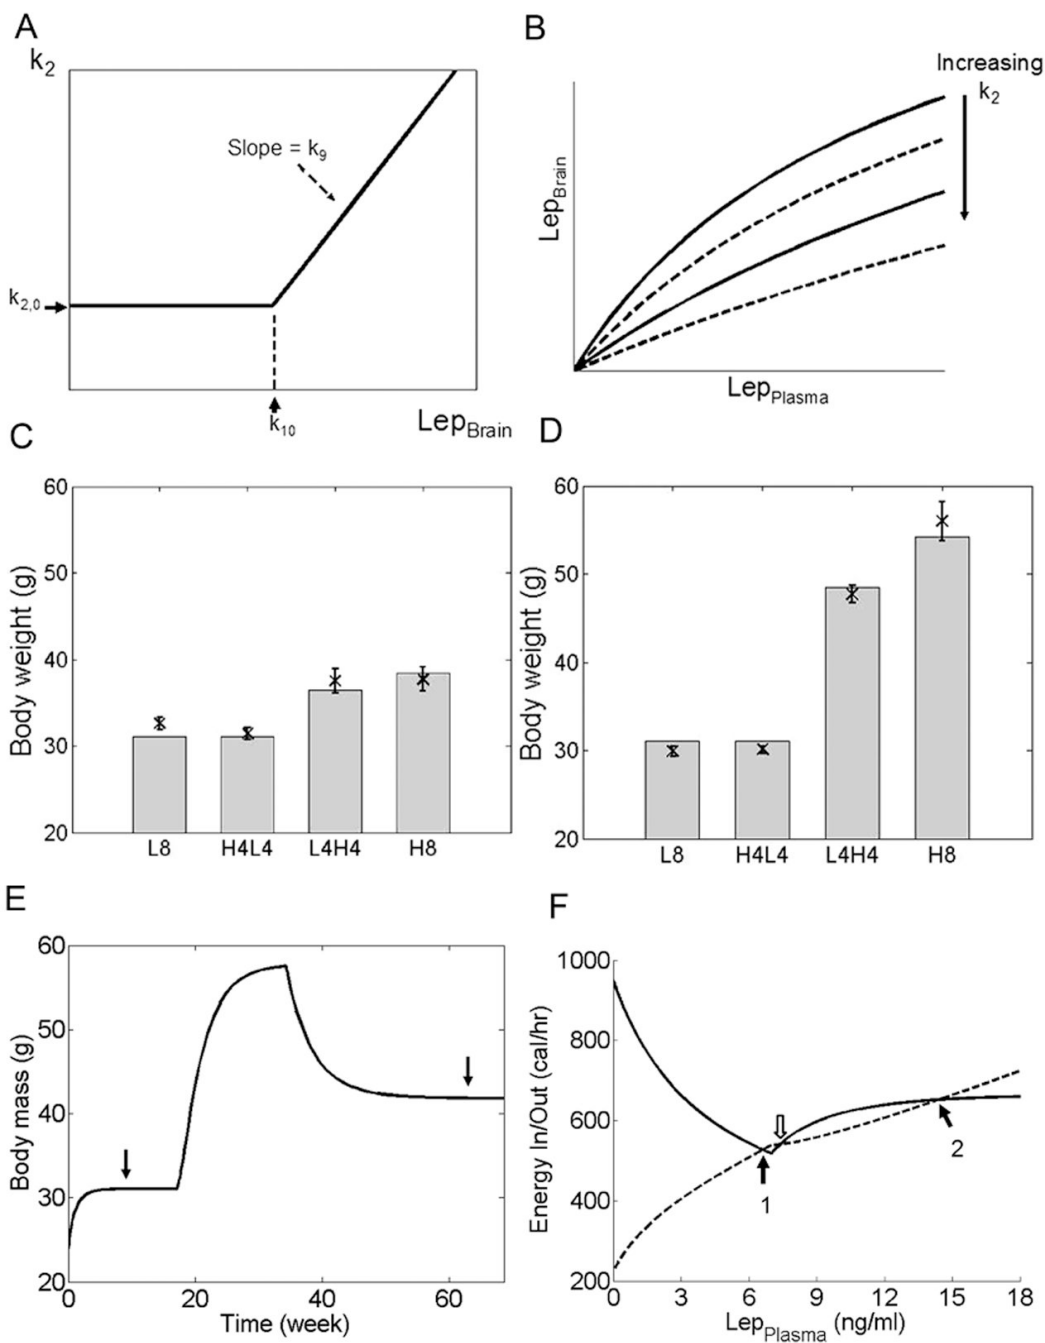 A
k2
Slope = k9
k2,0
k10
LepBrain
B
Increasing
k2
LepBrain
LepPlasma
C
60
50
40
30
20
Body weight (g)
L8
H4L4
L4H4
H8
D
60
50
40
30
20
Body weight (g)
L8
H4L4
L4H4
H8
E
60
50
40
30
20
Body mass (g)
0
20
40
60
Time (week)
F
1000
800
600
400
200
Energy In/Out (cal/hr)
1
2
0
3
6
9
12
15
18
LepPlasma (ng/ml)